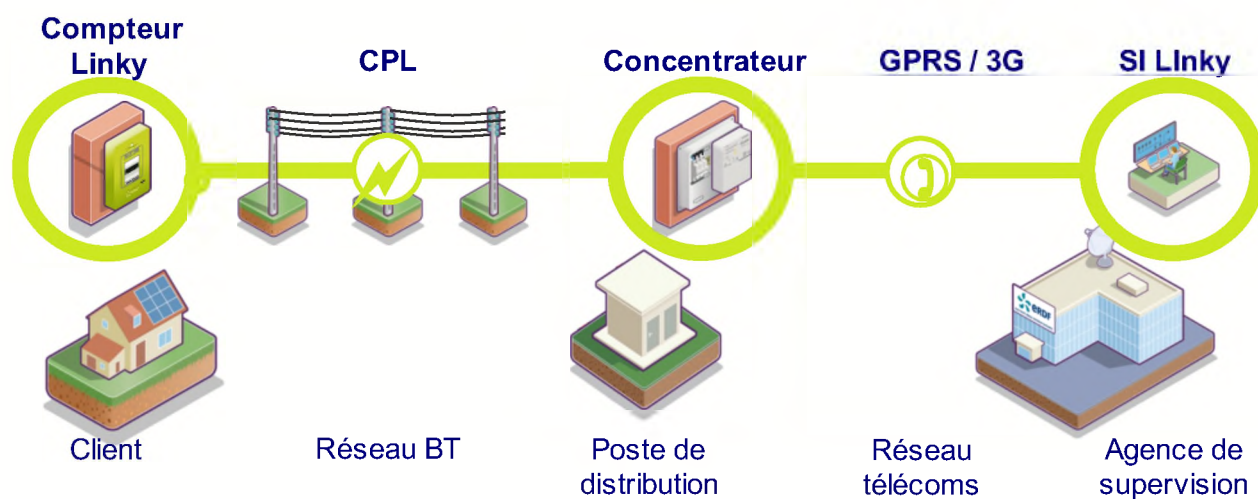 Compteur
Linky
CPL
Concentrateur
GPRS / 3G
SI LInky
eRDF
Client
Réseau BT
Poste de
distribution
Réseau
télécoms
Agence de
supervision